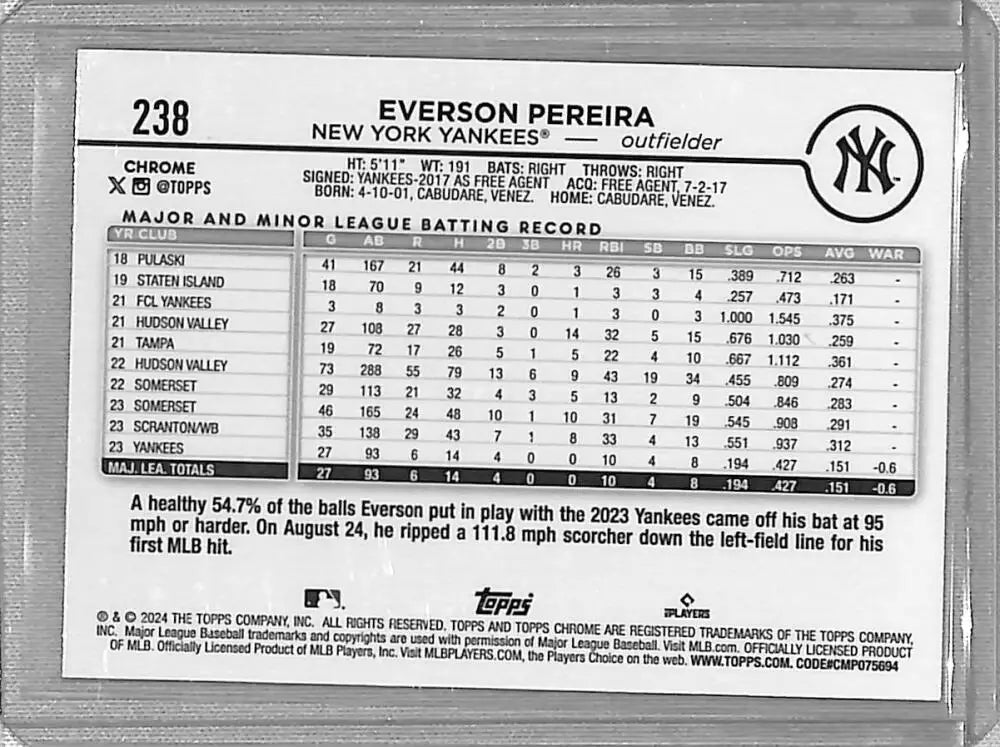 238
EVERSON PEREIRA
NEW YORK YANKEES® — outfielder
NY
CHROME
@TOPPS
HT: 5'11" WT: 191 BATS: RIGHT THROWS: RIGHT
SIGNED: YANKEES-2017 AS FREE AGENT ACQ: FREE AGENT, 7-2-17
BORN: 4-10-01, CABUDARE, VENEZ. HOME: CABUDARE, VENEZ.
MAJOR AND MINOR LEAGUE BATTING RECORD
YR CLUB G AB R H 2B 3B HR RBI SB BB SLG OPS AVG WAR
18 PULASKI 41 167 21 44 8 2 3 26 3 15 .389 .712 .263 -
19 STATEN ISLAND 18 70 9 12 3 0 1 3 3 4 .257 .473 .171 -
21 FCL YANKEES 3 8 3 3 2 0 1 3 0 3 1.000 1.545 .375 -
21 HUDSON VALLEY 27 108 27 28 3 0 14 32 5 15 .676 1.030 .259 -
21 TAMPA 19 72 17 26 5 1 5 22 4 10 .667 1.112 .361 -
22 HUDSON VALLEY 73 288 55 79 13 6 9 43 19 34 .455 .809 .274 -
22 SOMERSET 29 113 21 32 4 3 5 13 2 9 .504 .846 .283 -
23 SOMERSET 46 165 24 48 10 1 10 31 7 19 .545 .908 .291 -
23 SCRANTON/WB 35 138 29 43 7 1 8 33 4 13 .551 .937 .312 -
23 YANKEES 27 93 6 14 4 0 0 10 4 8 .194 .427 .151 -0.6
MAJ. LEA. TOTALS 27 93 6 14 4 0 0 10 4 8 .194 .427 .151 -0.6
A healthy 54.7% of the balls Everson put in play with the 2023 Yankees came off his bat at 95
mph or harder. On August 24, he ripped a 111.8 mph scorcher down the left-field line for his
first MLB hit.
topps
PLAYERS
® & © 2024 THE TOPPS COMPANY, INC. ALL RIGHTS RESERVED. TOPPS AND TOPPS CHROME ARE REGISTERED TRADEMARKS OF THE TOPPS COMPANY,
INC. Major League Baseball trademarks and copyrights are used with permission of Major League Baseball. Visit MLB.com. OFFICIALLY LICENSED PRODUCT
OF MLB. Officially Licensed Product of MLB Players, Inc. Visit MLBPLAYERS.COM, the Players Choice on the web. WWW.TOPPS.COM. CODE#CMP075694